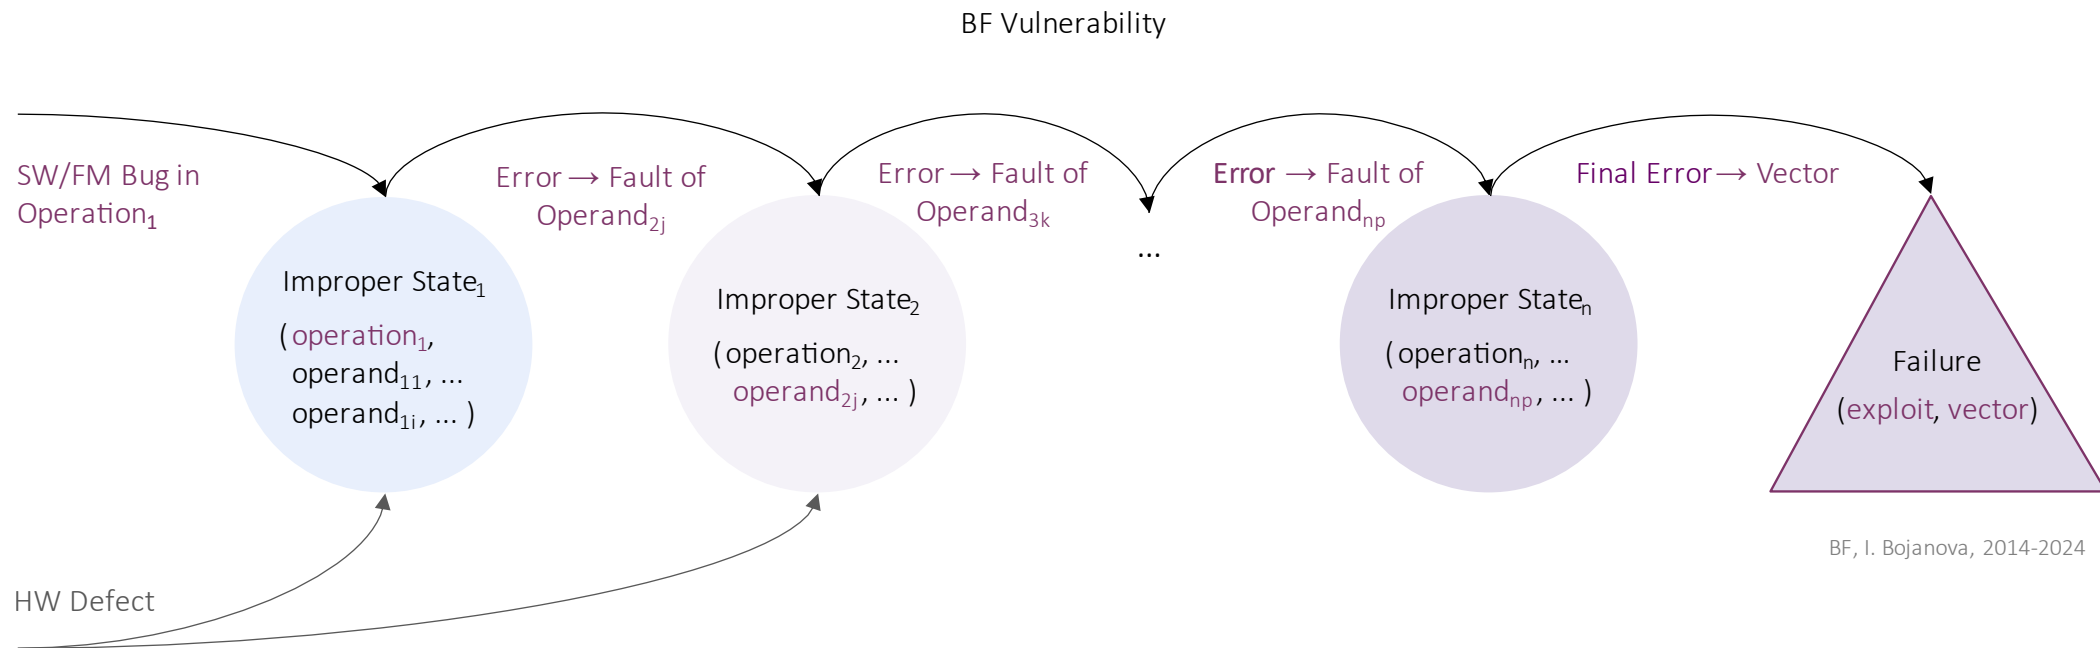 BF Vulnerability
SW/FM Bug in
Operation₁
Error → Fault of
Operand₂ⱼ
Error → Fault of
Operand₃ₖ
...
Error → Fault of
Operandₙₚ
Final Error → Vector
Improper State₁
(operation₁,
operand₁₁, ...
operand₁ᵢ, ... )
Improper State₂
(operation₂, ...
operand₂ⱼ, ... )
Improper Stateₙ
(operationₙ, ...
operandₙₚ, ... )
Failure
(exploit, vector)
BF, I. Bojanova, 2014-2024
HW Defect